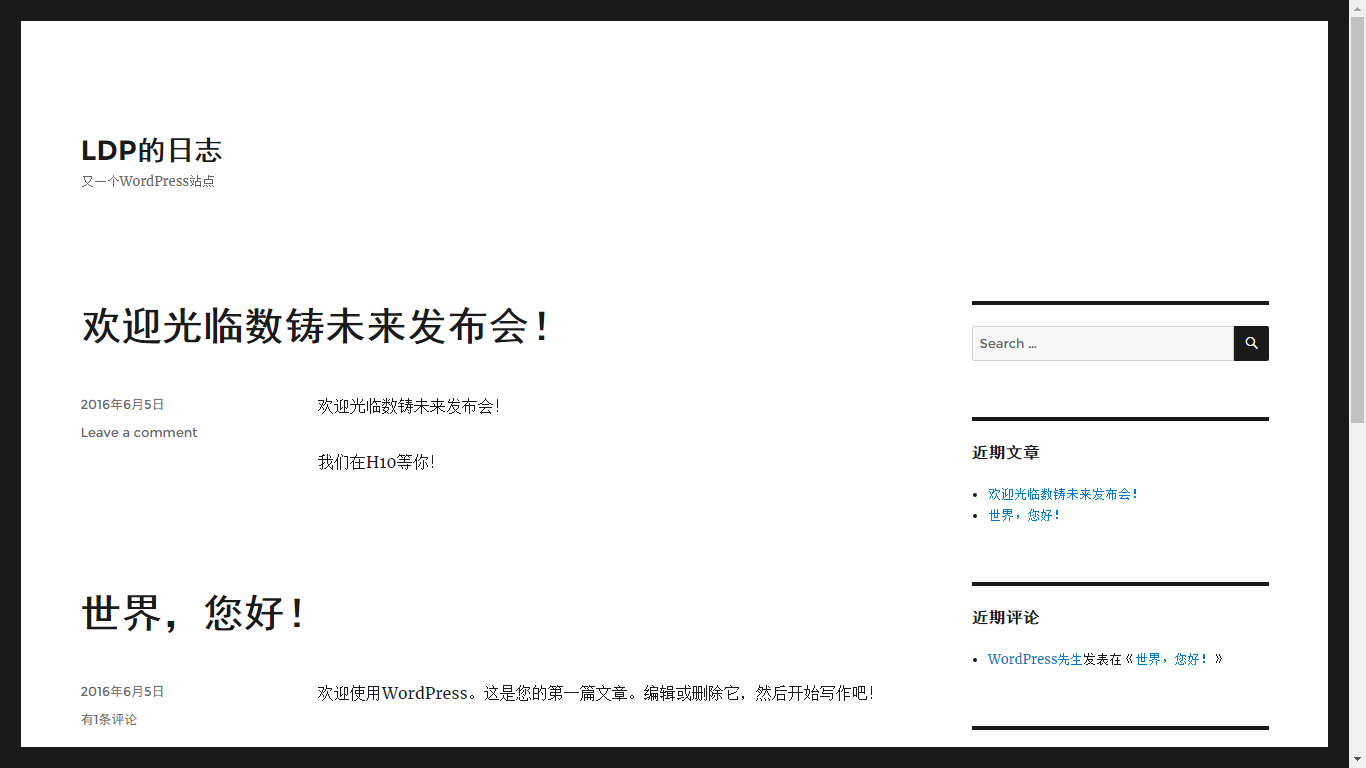 LDP的日志
又一个WordPress站点
欢迎光临数铸未来发布会！
2016年6月5日
Leave a comment
欢迎光临数铸未来发布会！
我们在H10等你！
世界，您好！
2016年6月5日
有1条评论
欢迎使用WordPress。这是您的第一篇文章。编辑或删除它，然后开始写作吧！
Search …
近期文章
欢迎光临数铸未来发布会！
世界，您好！
近期评论
WordPress先生发表在《世界，您好！》